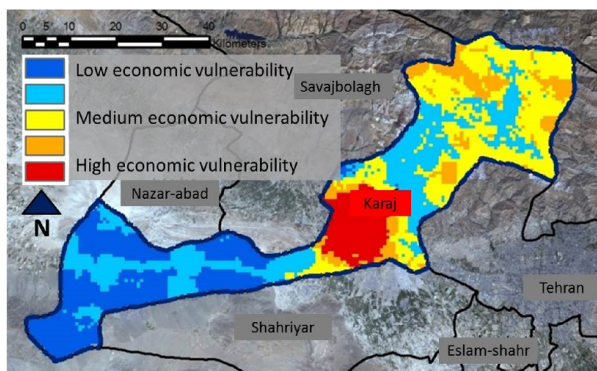 0 5 10 20 30 40
Kilometers
Low economic vulnerability
Medium economic vulnerability
High economic vulnerability
N
Savajbolagh
Nazar-abad
Karaj
Tehran
Shahriyar
Eslam-shahr